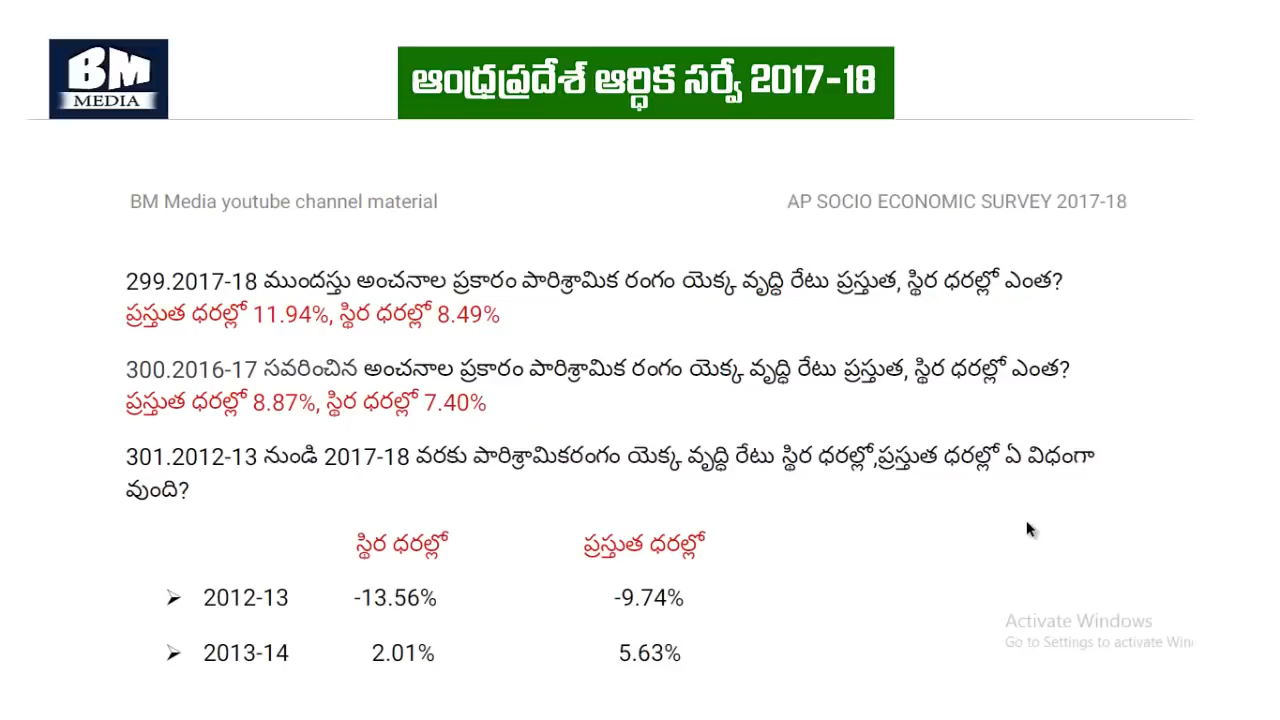 BM
MEDIA
ఆంధ్రప్రదేశ్ ఆర్ధిక సర్వే 2017-18
BM Media youtube channel material
AP SOCIO ECONOMIC SURVEY 2017-18
299.2017-18 ముందస్తు అంచనాల ప్రకారం పారిశ్రామిక రంగం యెక్క వృద్ధి రేటు ప్రస్తుత, స్థిర ధరల్లో ఎంత?
ప్రస్తుత ధరల్లో 11.94%, స్థిర ధరల్లో 8.49%
300.2016-17 సవరించిన అంచనాల ప్రకారం పారిశ్రామిక రంగం యెక్క వృద్ధి రేటు ప్రస్తుత, స్థిర ధరల్లో ఎంత?
ప్రస్తుత ధరల్లో 8.87%, స్థిర ధరల్లో 7.40%
301.2012-13 నుండి 2017-18 వరకు పారిశ్రామికరంగం యెక్క వృద్ధి రేటు స్థిర ధరల్లో,ప్రస్తుత ధరల్లో ఏ విధంగా
వుంది?
స్థిర ధరల్లో ప్రస్తుత ధరల్లో
➢ 2012-13 -13.56% -9.74%
➢ 2013-14 2.01% 5.63%
Activate Windows
Go to Settings to activate Win